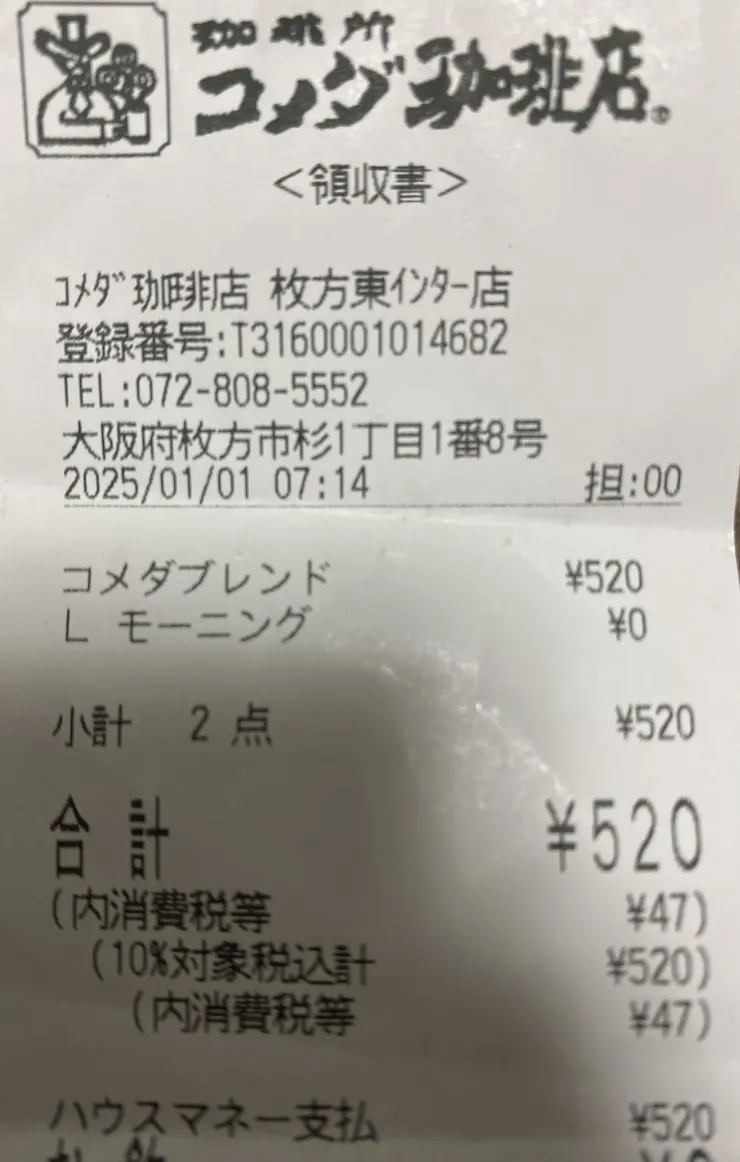 珈琲所
コメダ珈琲店
<領収書>
コメダ珈琲店 枚方東インター店
登録番号:T3160001014682
TEL:072-808-5552
大阪府枚方市杉1丁目1番8号
2025/01/01 07:14 担:00
コメダブレンド ¥520
L モーニング ¥0
小計 2 点 ¥520
合 計 ¥520
(内消費税等 ¥47)
(10%対象税込計 ¥520)
(内消費税等 ¥47)
ハウスマネー支払 ¥520